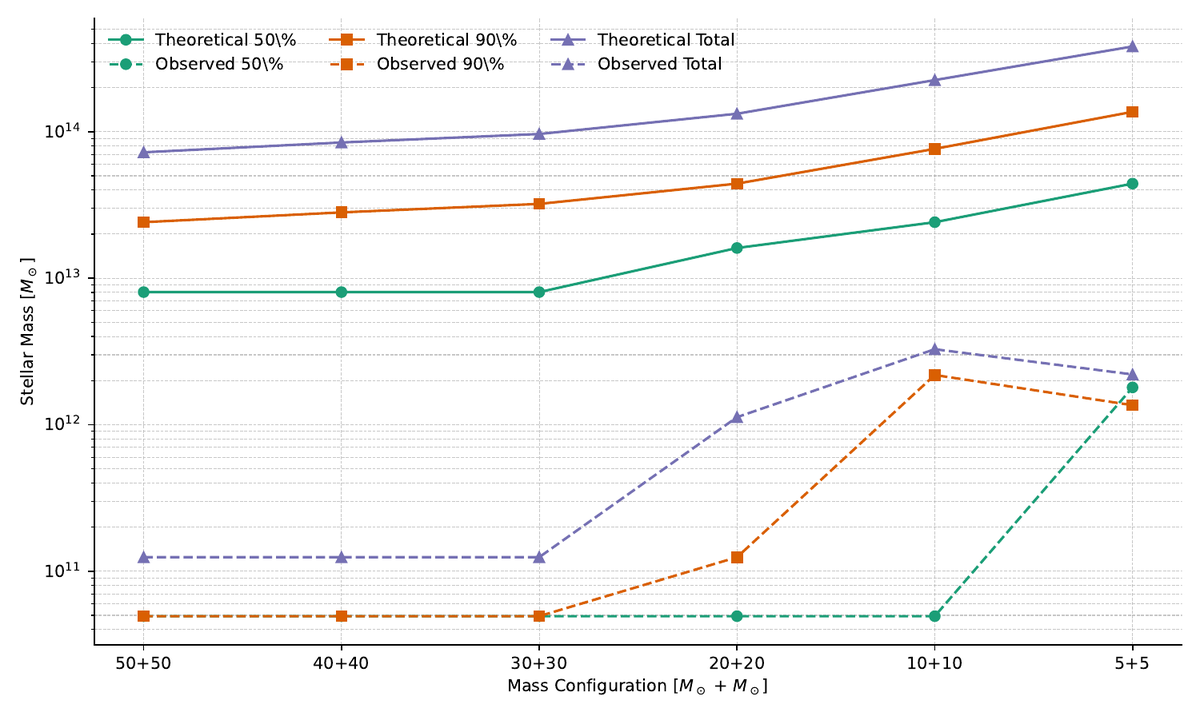 Theoretical 50\% Theoretical 90\% Theoretical Total
Observed 50\% Observed 90\% Observed Total
10¹⁴
10¹³
10¹²
10¹¹
Stellar Mass [M☉]
50+50 40+40 30+30 20+20 10+10 5+5
Mass Configuration [M☉ + M☉]